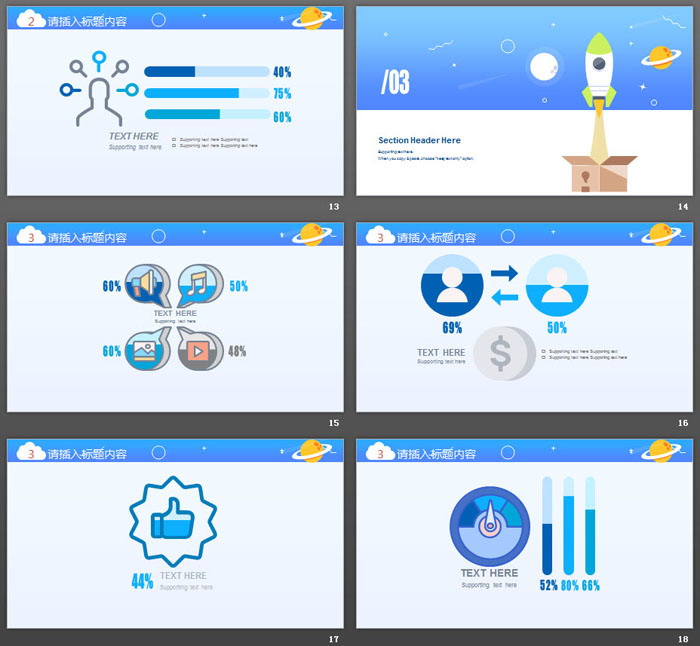 2 请插入标题内容
40%
75%
60%
TEXT HERE
Supporting text here
Supporting text here Supporting text
Supporting text here Supporting text here
13
/03
Section Header Here
Supporting text here.
When you copy & paste, choose "keep text only" option.
14
3 请插入标题内容
60%
50%
TEXT HERE
Supporting text here
60%
48%
15
3 请插入标题内容
69%
50%
$
TEXT HERE
Supporting text here
Supporting text here Supporting text
Supporting text here Supporting text here
16
3 请插入标题内容
44%
TEXT HERE
Supporting text here
17
3 请插入标题内容
TEXT HERE
Supporting text here
52% 80% 66%
18